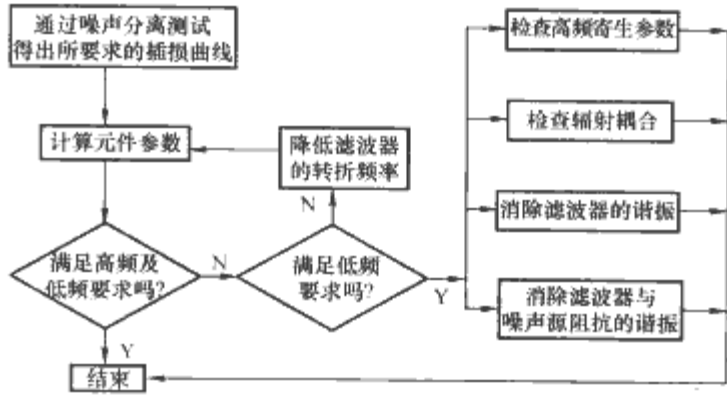 通过噪声分离测试
得出所要求的插损曲线
计算元件参数
满足高频及
低频要求吗?
Y
结束
N
降低滤波器
的转折频率
N
满足低频
要求吗?
Y
检查高频寄生参数
检查辐射耦合
消除滤波器的谐振
消除滤波器与
噪声源阻抗的谐振